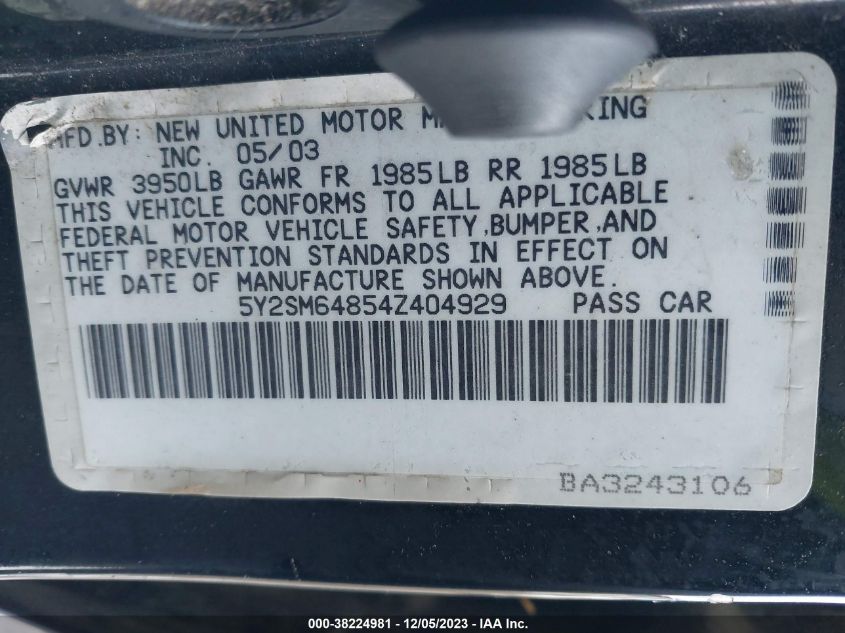 MFD.BY: NEW UNITED MOTOR
INC. 05/03
GVWR 3950LB GAWR FR 1985LB RR 1985LB
THIS VEHICLE CONFORMS TO ALL APPLICABLE
FEDERAL MOTOR VEHICLE SAFETY,BUMPER,AND
THEFT PREVENTION STANDARDS IN EFFECT ON
THE DATE OF MANUFACTURE SHOWN ABOVE.
5Y2SM64854Z404929 PASS CAR
BA3243106
000-38224981 - 12/05/2023 - Copyright © IAA, LLC.